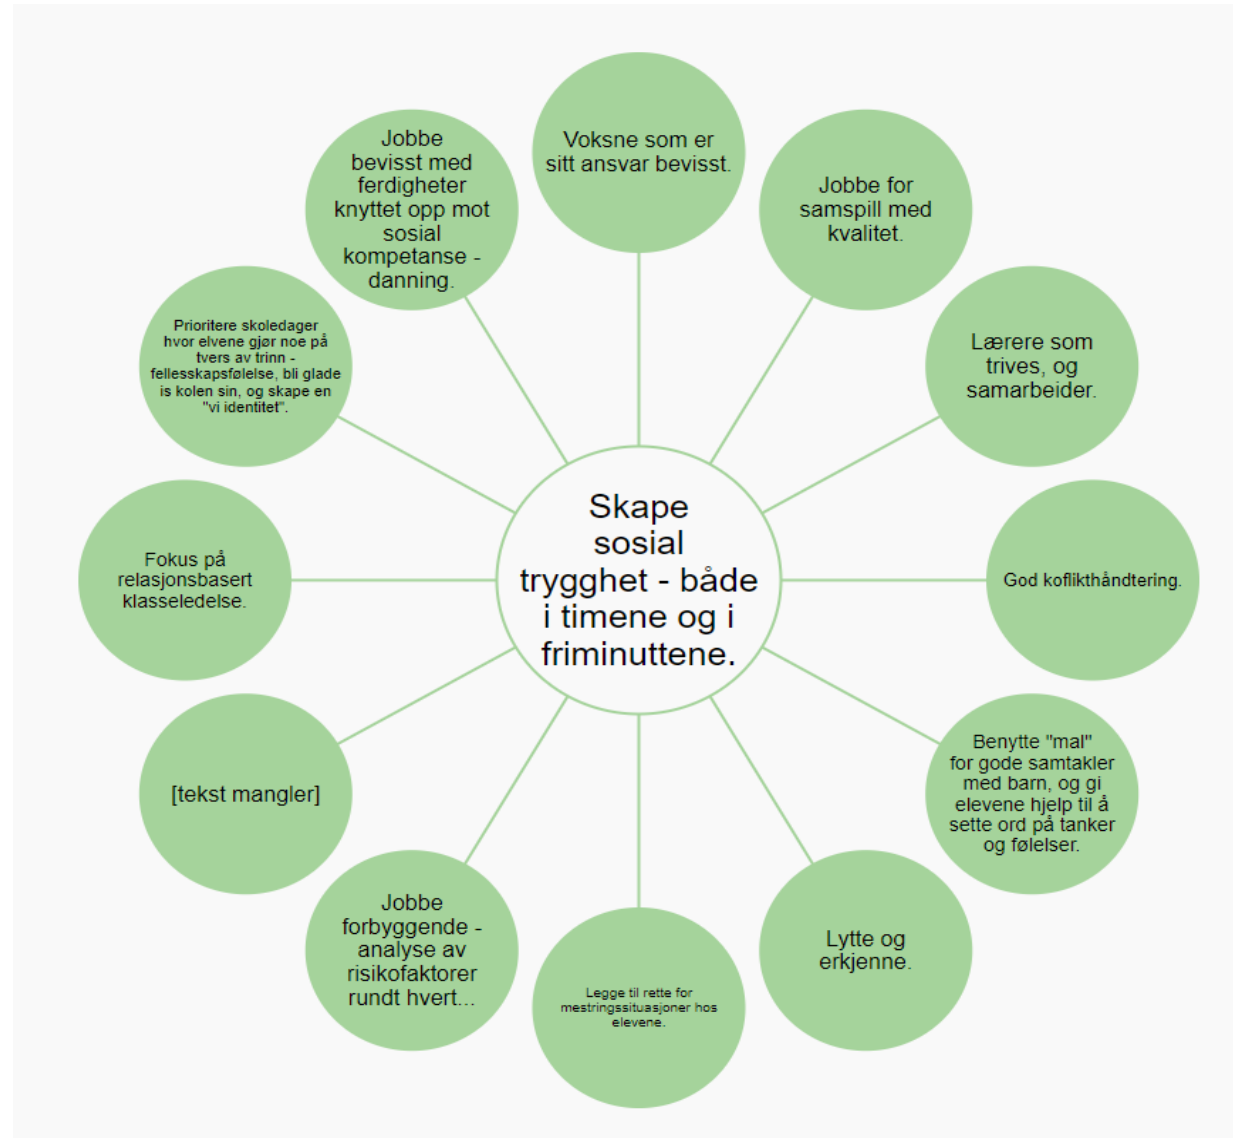 Voksne som er
sitt ansvar bevisst.
Jobbe for
samspill med
kvalitet.
Lærere som
trives, og
samarbeider.
God koflikthåndtering.
Benytte "mal"
for gode samtakler
med barn, og gi
elevene hjelp til å
sette ord på tanker
og følelser.
Lytte og
erkjenne.
Legge til rette for
mestringssituasjoner hos
elevene.
Jobbe
forbyggende -
analyse av
risikofaktorer
rundt hvert...
[tekst mangler]
Fokus på
relasjonsbasert
klasseledelse.
Prioritere skoledager
hvor elvene gjør noe på
tvers av trinn -
fellesskapsfølelse, bli glade
is kolen sin, og skape en
"vi identitet".
Jobbe
bevisst med
ferdigheter
knyttet opp mot
sosial
kompetanse -
danning.
Skape
sosial
trygghet - både
i timene og i
friminuttene.